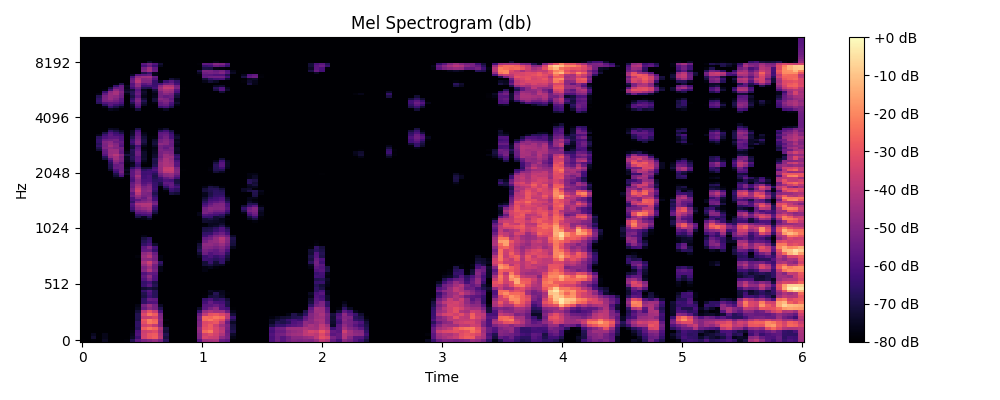 Mel Spectrogram (db)
Hz
8192
4096
2048
1024
512
0
0 1 2 3 4 5 6
Time
+0 dB
-10 dB
-20 dB
-30 dB
-40 dB
-50 dB
-60 dB
-70 dB
-80 dB